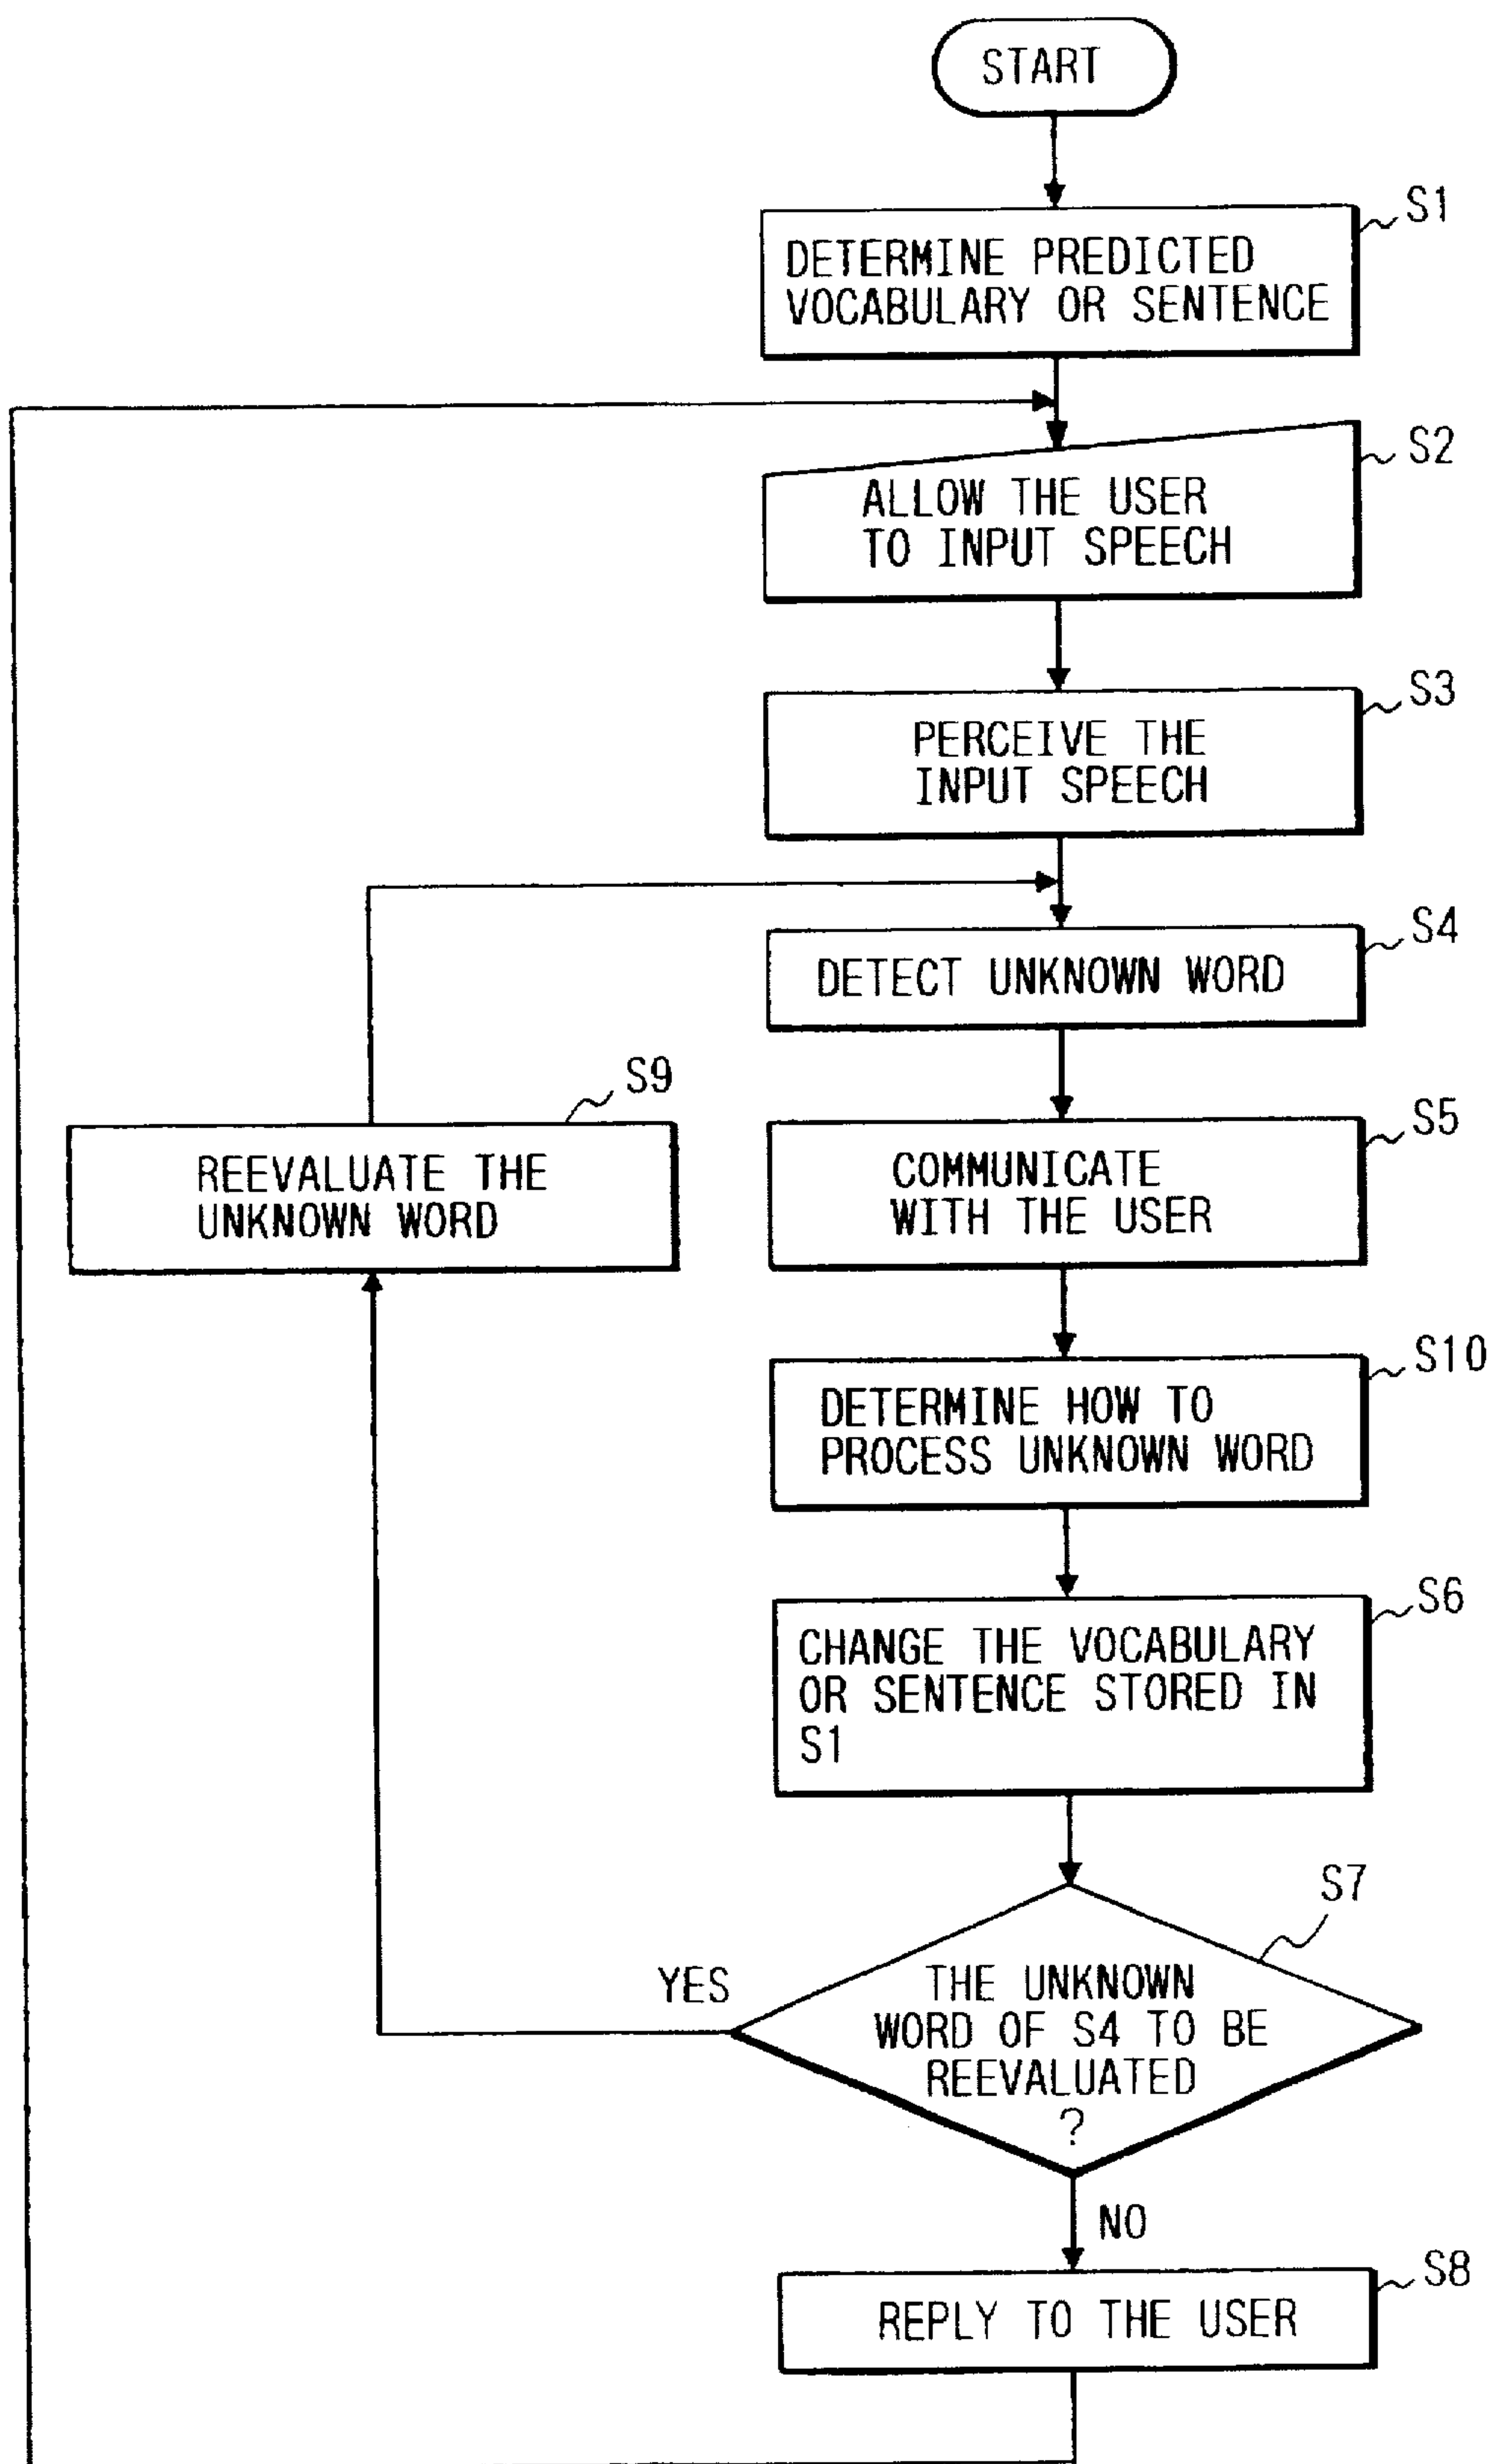 START
S1
DETERMINE PREDICTED
VOCABULARY OR SENTENCE
S2
ALLOW THE USER
TO INPUT SPEECH
S3
PERCEIVE THE
INPUT SPEECH
S4
DETECT UNKNOWN WORD
S9
REEVALUATE THE
UNKNOWN WORD
S5
COMMUNICATE
WITH THE USER
S10
DETERMINE HOW TO
PROCESS UNKNOWN WORD
S6
CHANGE THE VOCABULARY
OR SENTENCE STORED IN
S1
S7
YES
THE UNKNOWN
WORD OF S4 TO BE
REEVALUATED
?
NO
S8
REPLY TO THE USER